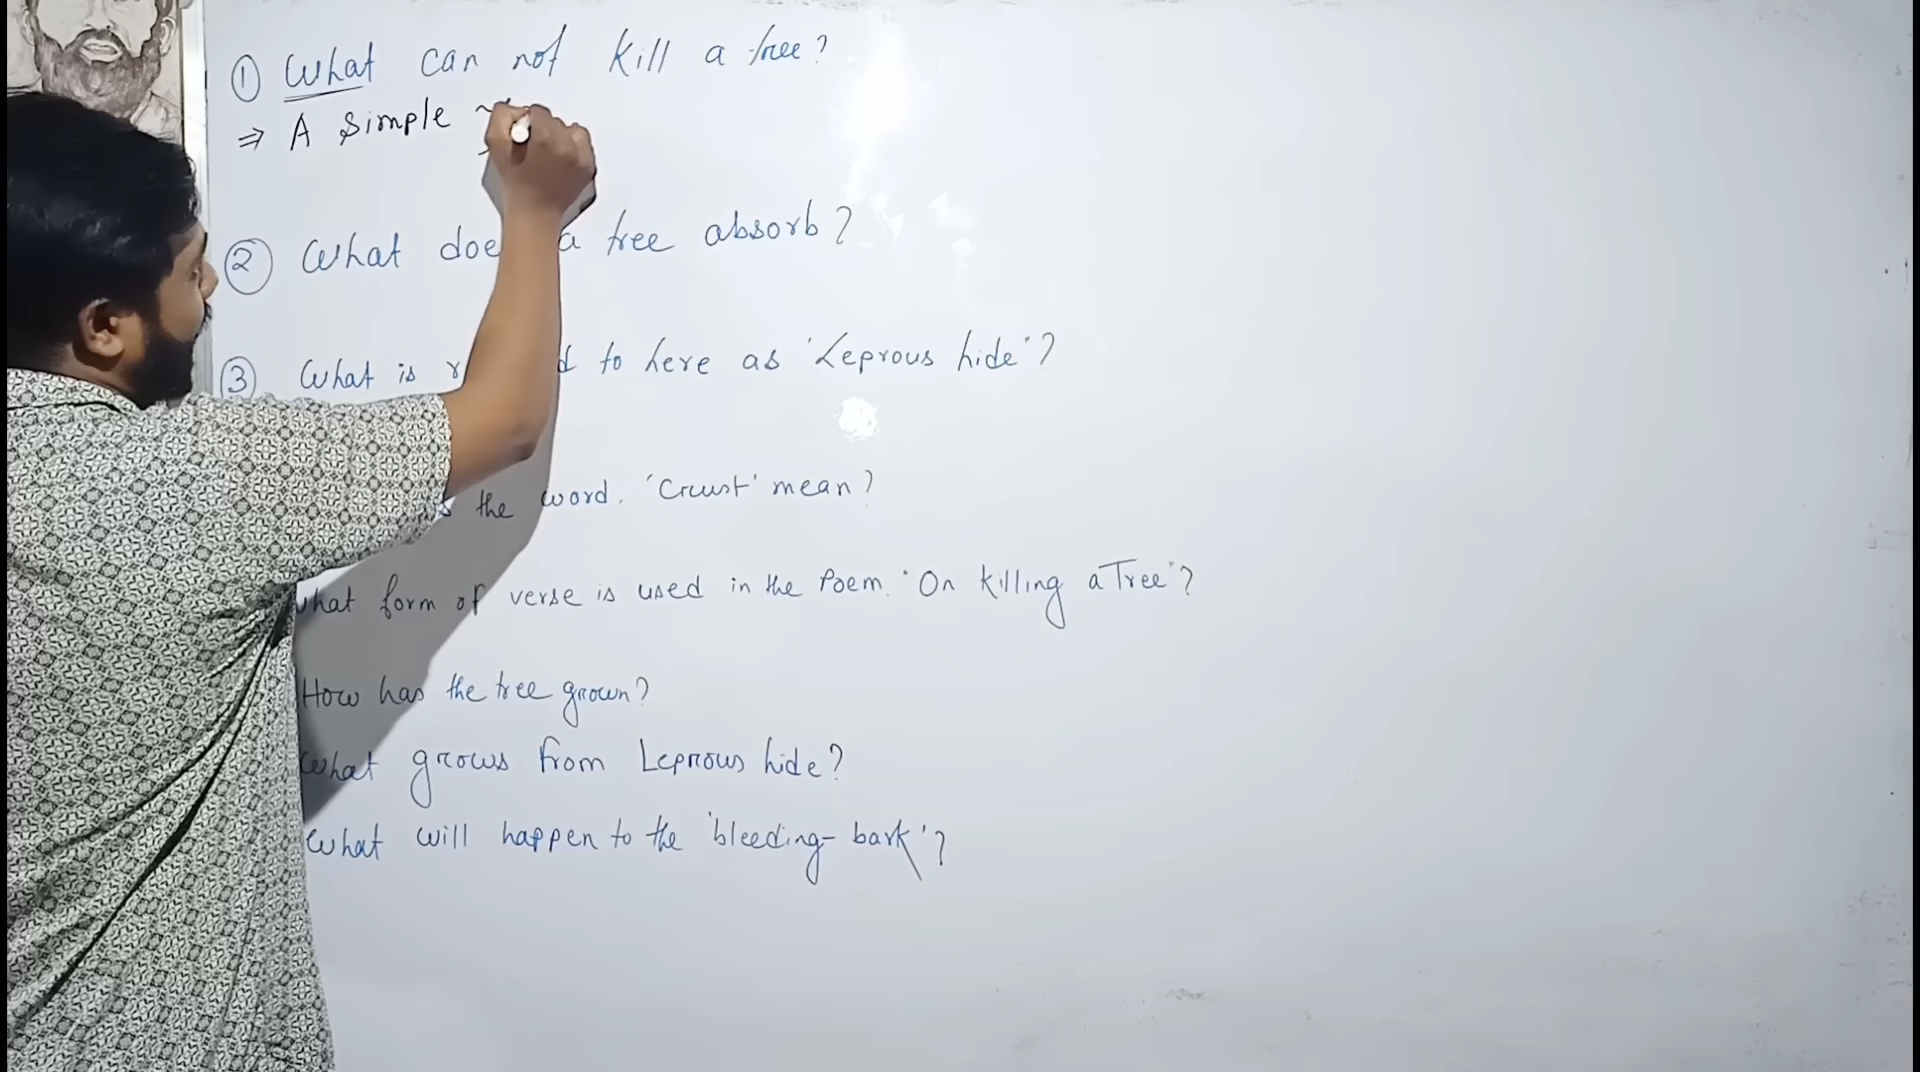 ① What can not kill a tree?
⇒ A simple
② What doe a tree absorb?
③ What is to here as 'Leprous hide'?
the word 'Crust' mean?
What form of verse is used in the Poem 'On killing a Tree'?
How has the tree grown?
What grows from Leprous hide?
What will happen to the 'bleeding-bark'?